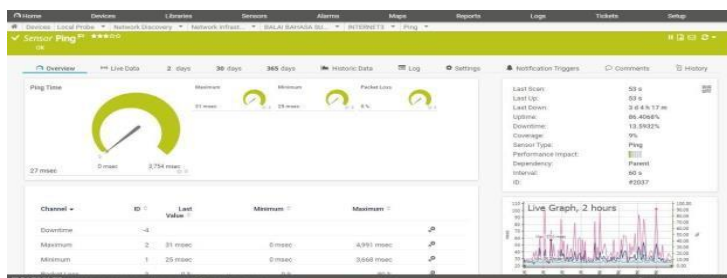 Home Devices Libraries Sensors Alarms Maps Reports Logs Tickets Setup
Devices Local Probe Network Discovery Network Infrast... BALAI BAHASA SU... INTERNETS Ping
Sensor Ping
OK
Overview Live Data 2 days 30 days 365 days Historic Data Log Settings Notification Triggers Comments History
Ping Time
Maximum Minimum Packet Loss
31 msec 25 msec 0 %
0 msec 3,754 msec
27 msec
Last Scan: 53 s
Last Up: 53 s
Last Down: 3 d 4 h 17 m
Uptime: 86.4068%
Downtime: 13.5932%
Coverage: 9%
Sensor Type: Ping
Performance Impact:
Dependency: Parent
Interval: 60 s
ID: #2037
Channel ID Last Value Minimum Maximum
Downtime -4
Maximum 2 31 msec 0 msec 4,991 msec
Minimum 1 25 msec 0 msec 3,668 msec
Live Graph, 2 hours